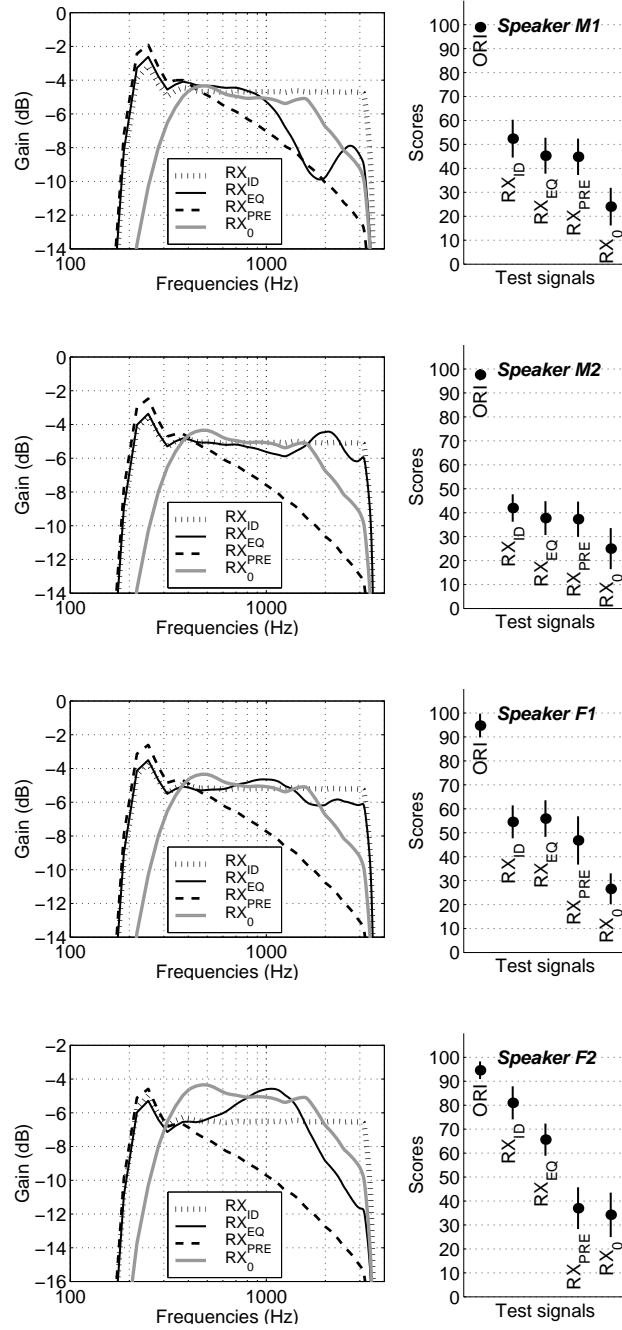 0
−2
−4
−6
−8
−10
−12
−14
Gain (dB)
100
1000
Frequencies (Hz)
RX_ID
RX_EQ
RX_PRE
RX_0
100
90
80
70
60
50
40
30
20
10
0
Scores
Speaker M1
ORI
RX_ID
RX_EQ
RX_PRE
RX_0
Test signals
0
−2
−4
−6
−8
−10
−12
−14
Gain (dB)
100
1000
Frequencies (Hz)
RX_ID
RX_EQ
RX_PRE
RX_0
100
90
80
70
60
50
40
30
20
10
0
Scores
Speaker M2
ORI
RX_ID
RX_EQ
RX_PRE
RX_0
Test signals
0
−2
−4
−6
−8
−10
−12
−14
Gain (dB)
100
1000
Frequencies (Hz)
RX_ID
RX_EQ
RX_PRE
RX_0
100
90
80
70
60
50
40
30
20
10
0
Scores
Speaker F1
ORI
RX_ID
RX_EQ
RX_PRE
RX_0
Test signals
−2
−4
−6
−8
−10
−12
−14
−16
Gain (dB)
100
1000
Frequencies (Hz)
RX_ID
RX_EQ
RX_PRE
RX_0
100
90
80
70
60
50
40
30
20
10
0
Scores
Speaker F2
ORI
RX_ID
RX_EQ
RX_PRE
RX_0
Test signals